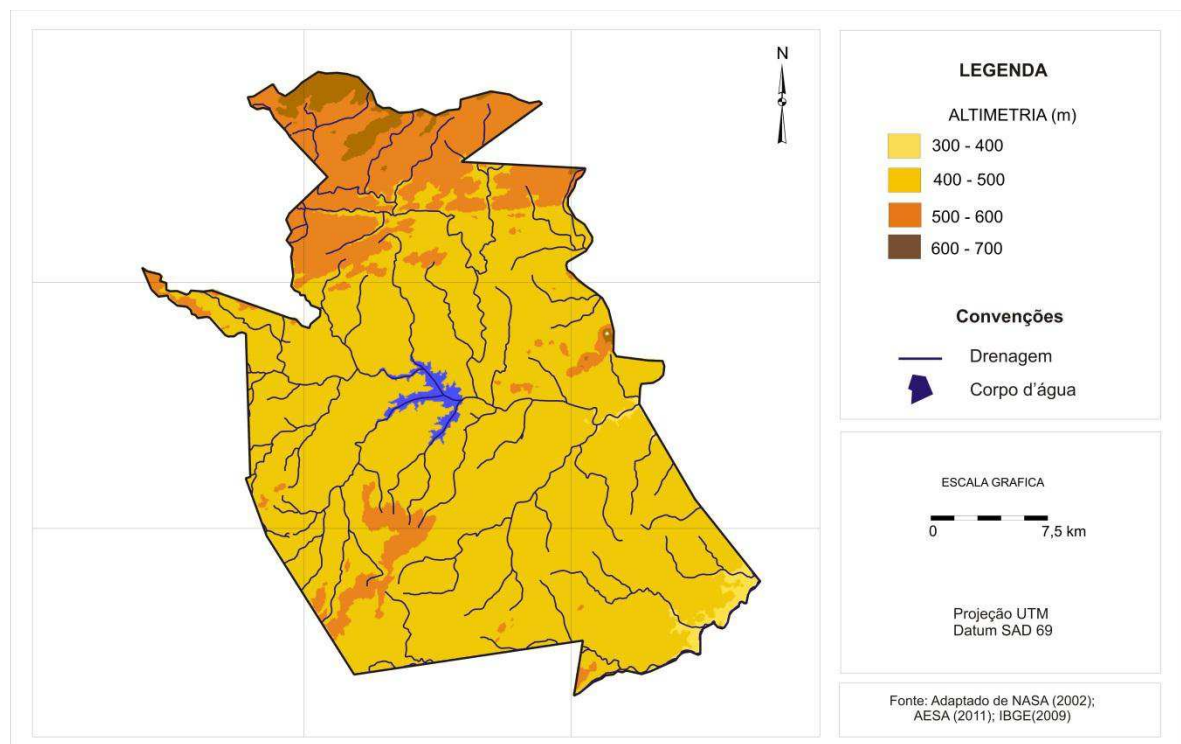 N
LEGENDA
ALTIMETRIA (m)
300 - 400
400 - 500
500 - 600
600 - 700
Convenções
Drenagem
Corpo d'água
ESCALA GRAFICA
0 7,5 km
Projeção UTM
Datum SAD 69
Fonte: Adaptado de NASA (2002);
AESA (2011); IBGE(2009)